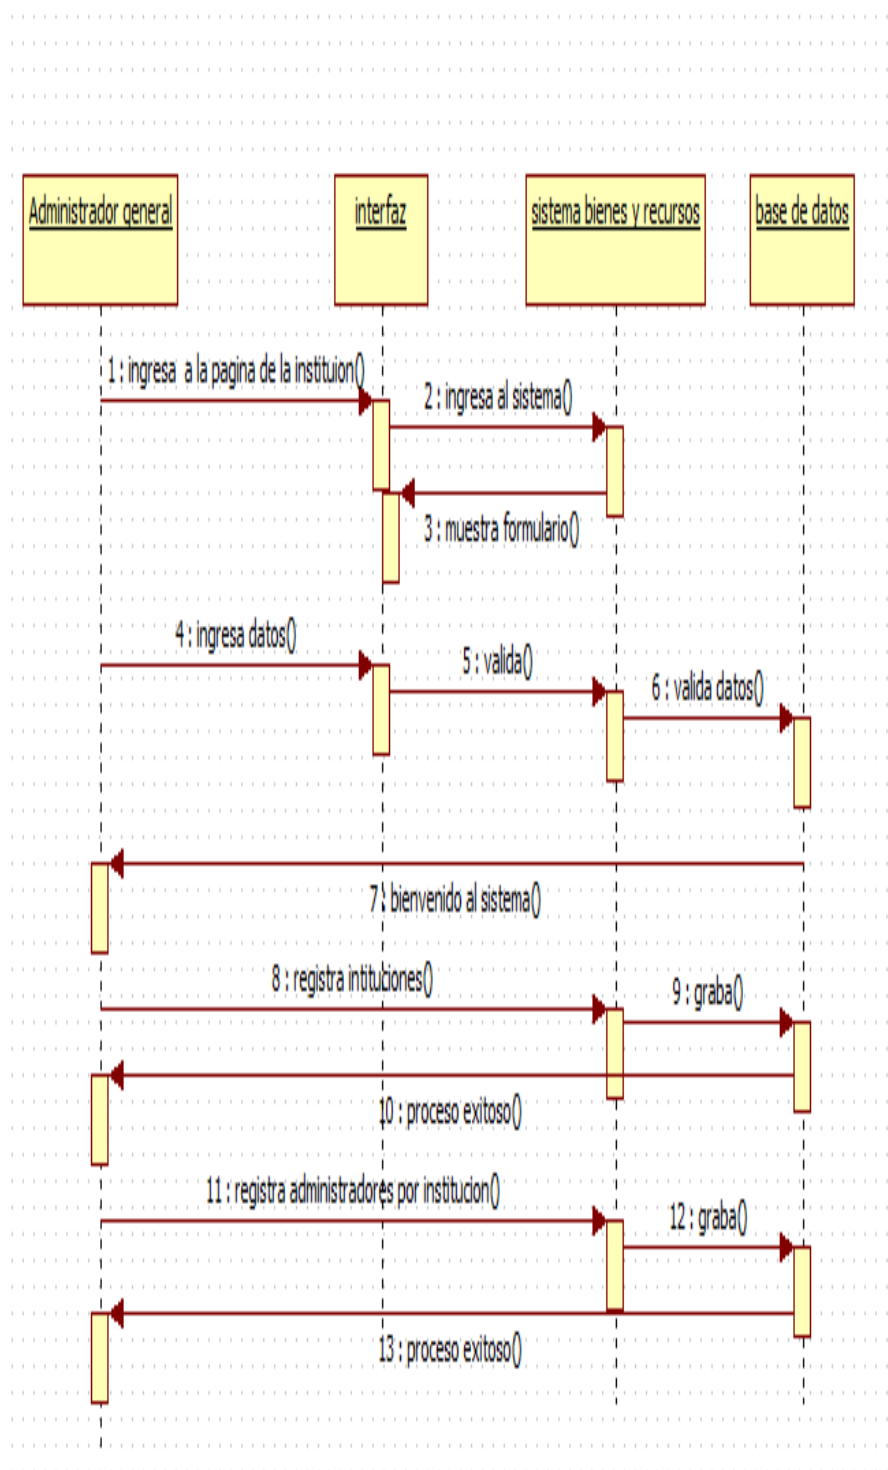 Administrador general
interfaz
sistema bienes y recursos
base de datos
1 : ingresa  a la pagina de la instituion()
2 : ingresa al sistema()
3 : muestra formulario()
4 : ingresa datos()
5 : valida()
6 : valida datos()
7 : bienvenido al sistema()
8 : registra intituciones()
9 : graba()
10 : proceso exitoso()
11 : registra administradores por institucion()
12 : graba()
13 : proceso exitoso()